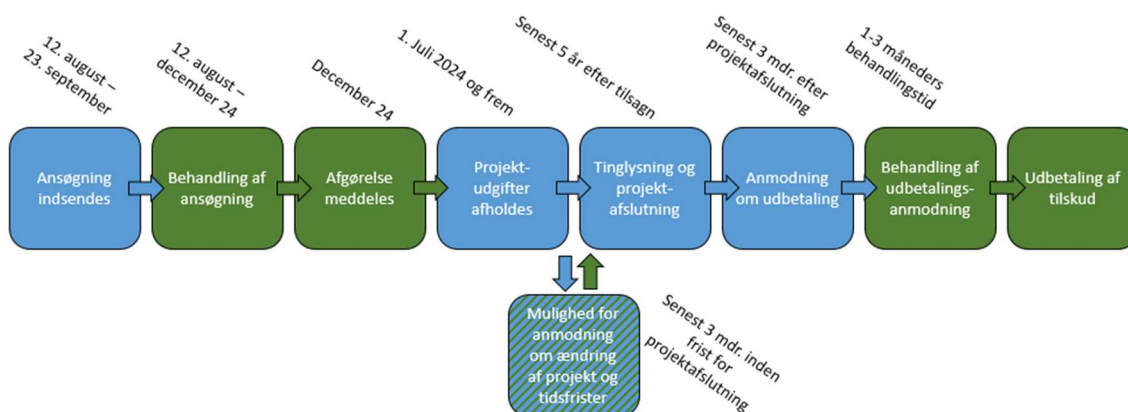 12. august –
23. september
12. august –
december 24
December 24
1. Juli 2024 og frem
Senest 5 år efter tilsagn
Senest 3 mdr. efter
projektafslutning
1-3 måneders
behandlingstid
Ansøgning
indsendes
Behandling af
ansøgning
Afgørelse
meddeles
Projekt-
udgifter
afholdes
Tinglysning og
projekt-
afslutning
Anmodning
om udbetaling
Behandling af
udbetalings-
anmodning
Udbetaling af
tilskud
Mulighed for
anmodning
om ændring
af projekt og
tidsfrister
Senest 3 mdr. inden
frist for
projektafslutning